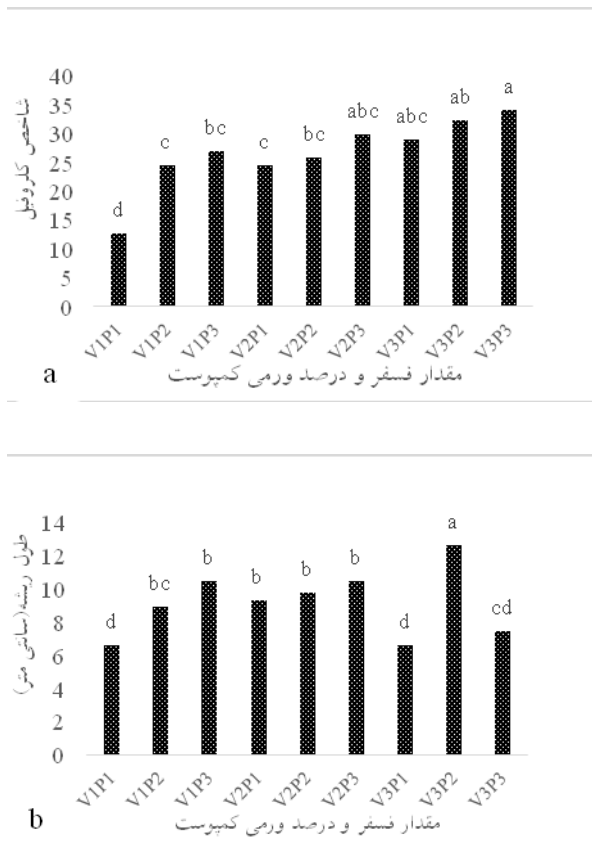 شاخص کلروفیل
40
35
30
25
20
15
10
5
0
d
c
bc
c
bc
abc
abc
ab
a
V1P1
V1P2
V1P3
V2P1
V2P2
V2P3
V3P1
V3P2
V3P3
a
مقدار فسفر و درصد ورمی کمپوست
طول ریشه(سانتی متر)
14
12
10
8
6
4
2
0
d
bc
b
b
b
b
d
a
cd
V1P1
V1P2
V1P3
V2P1
V2P2
V2P3
V3P1
V3P2
V3P3
b
مقدار فسفر و درصد ورمی کمپوست